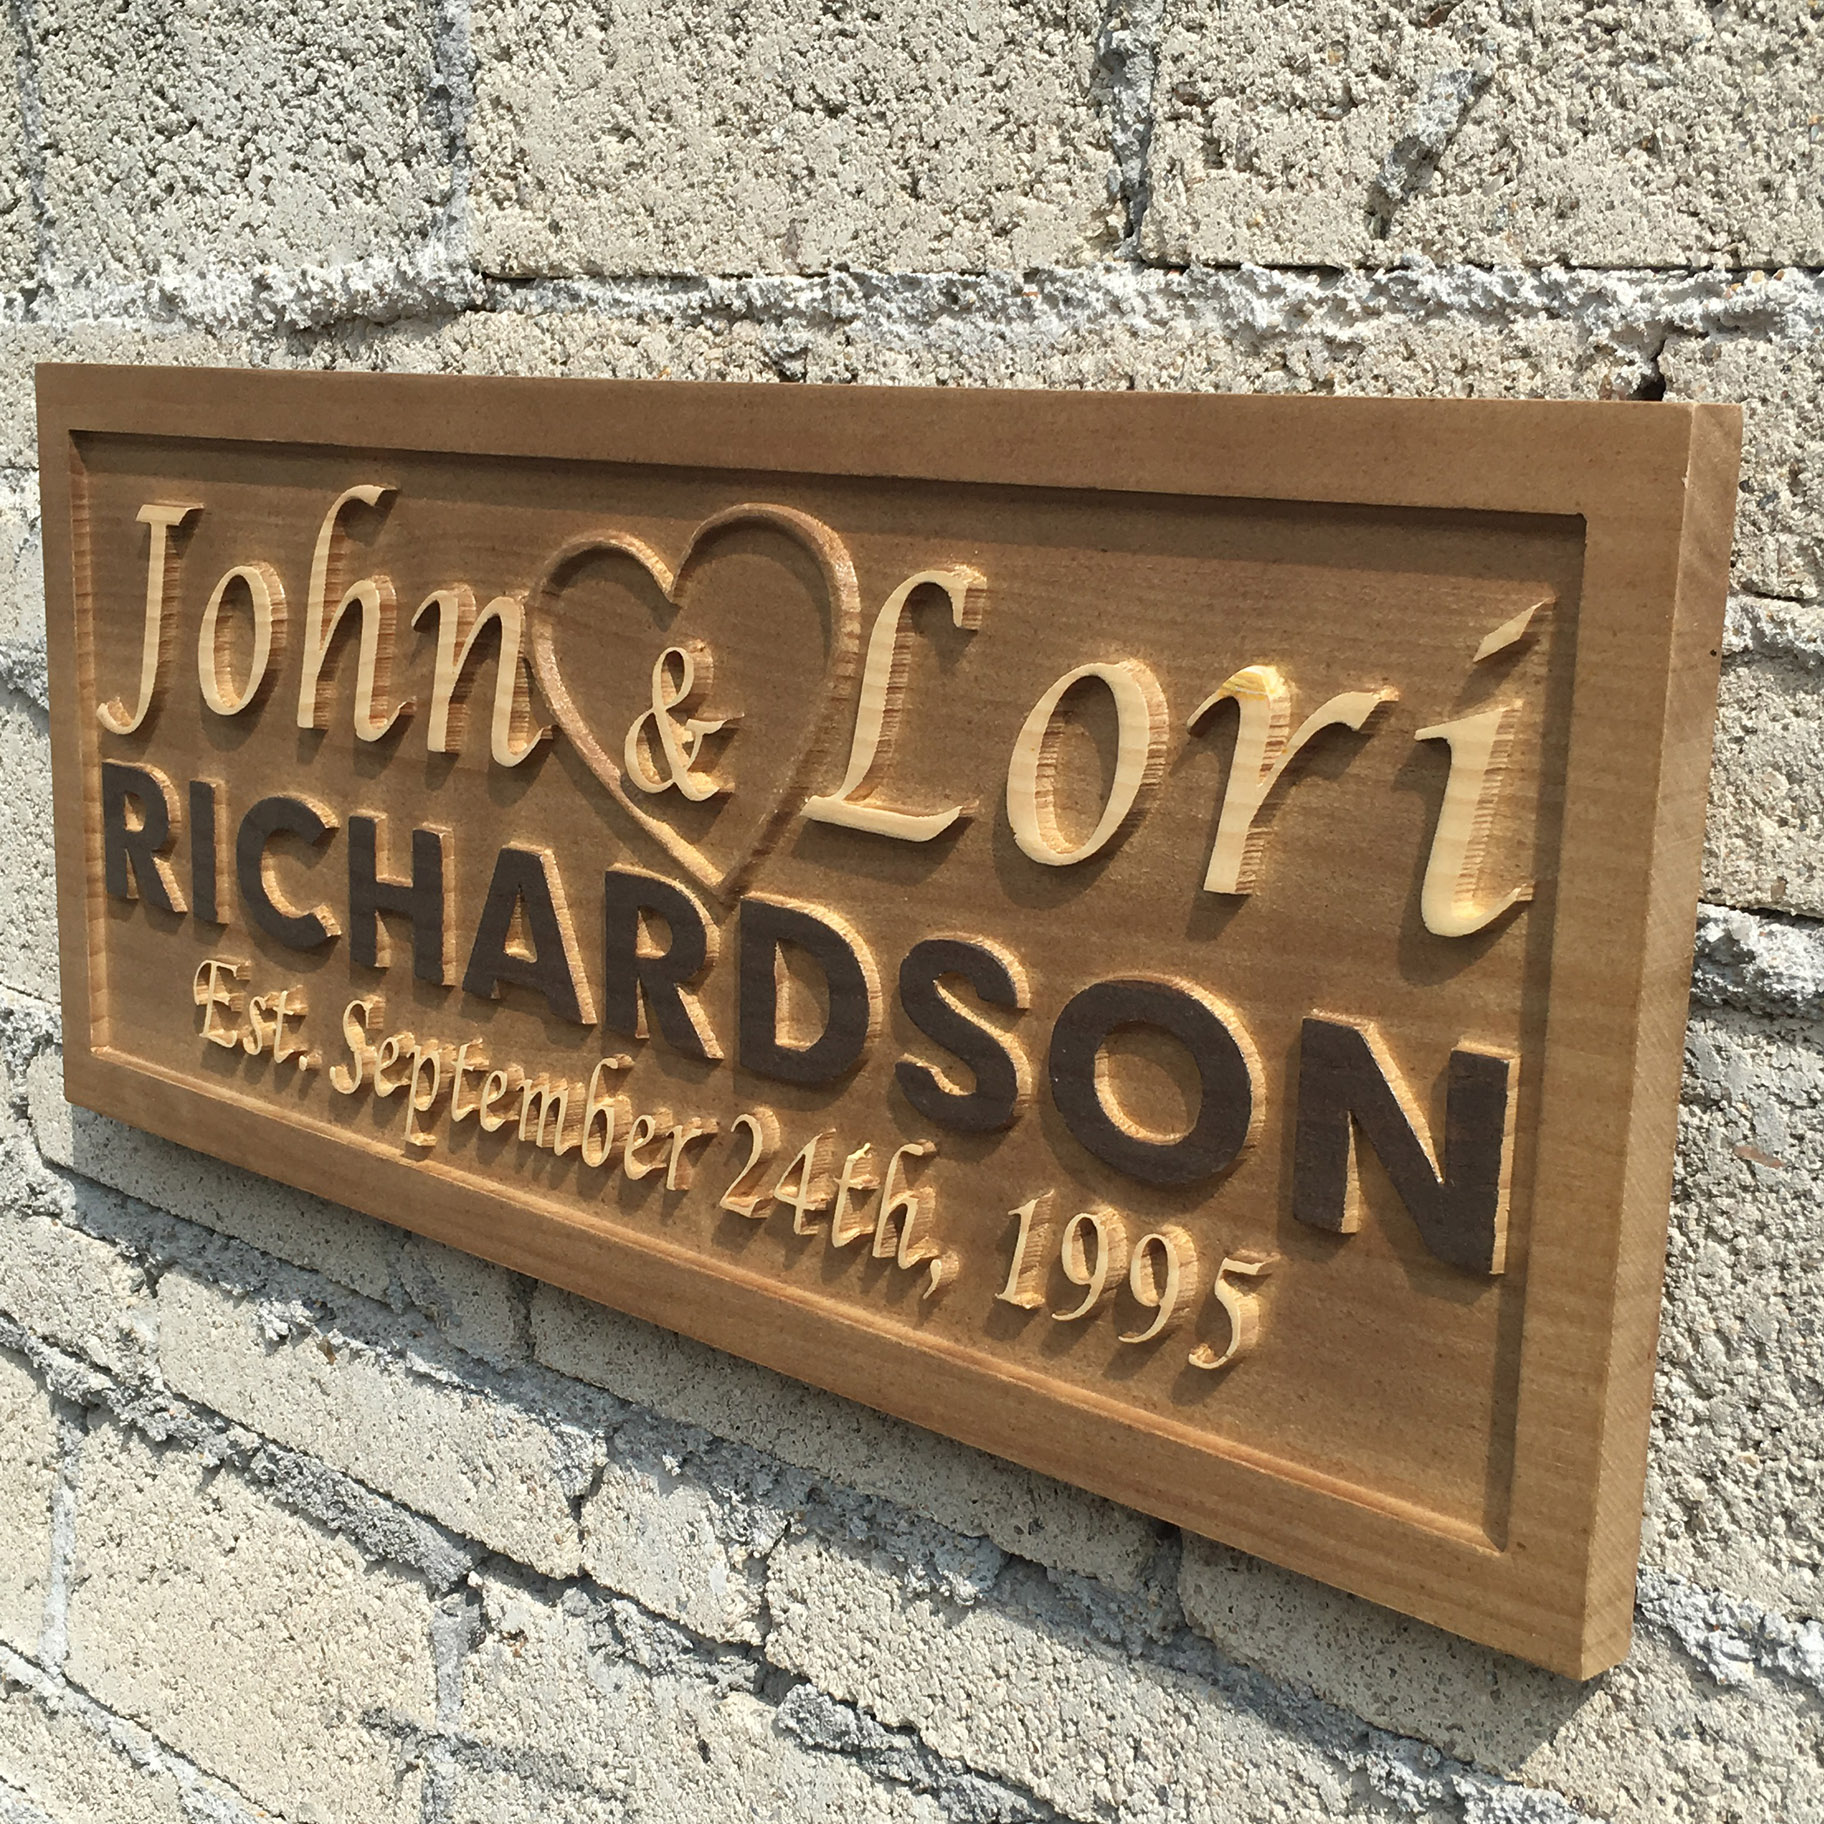 John & Lori
RICHARDSON
Est. September 24th, 1995